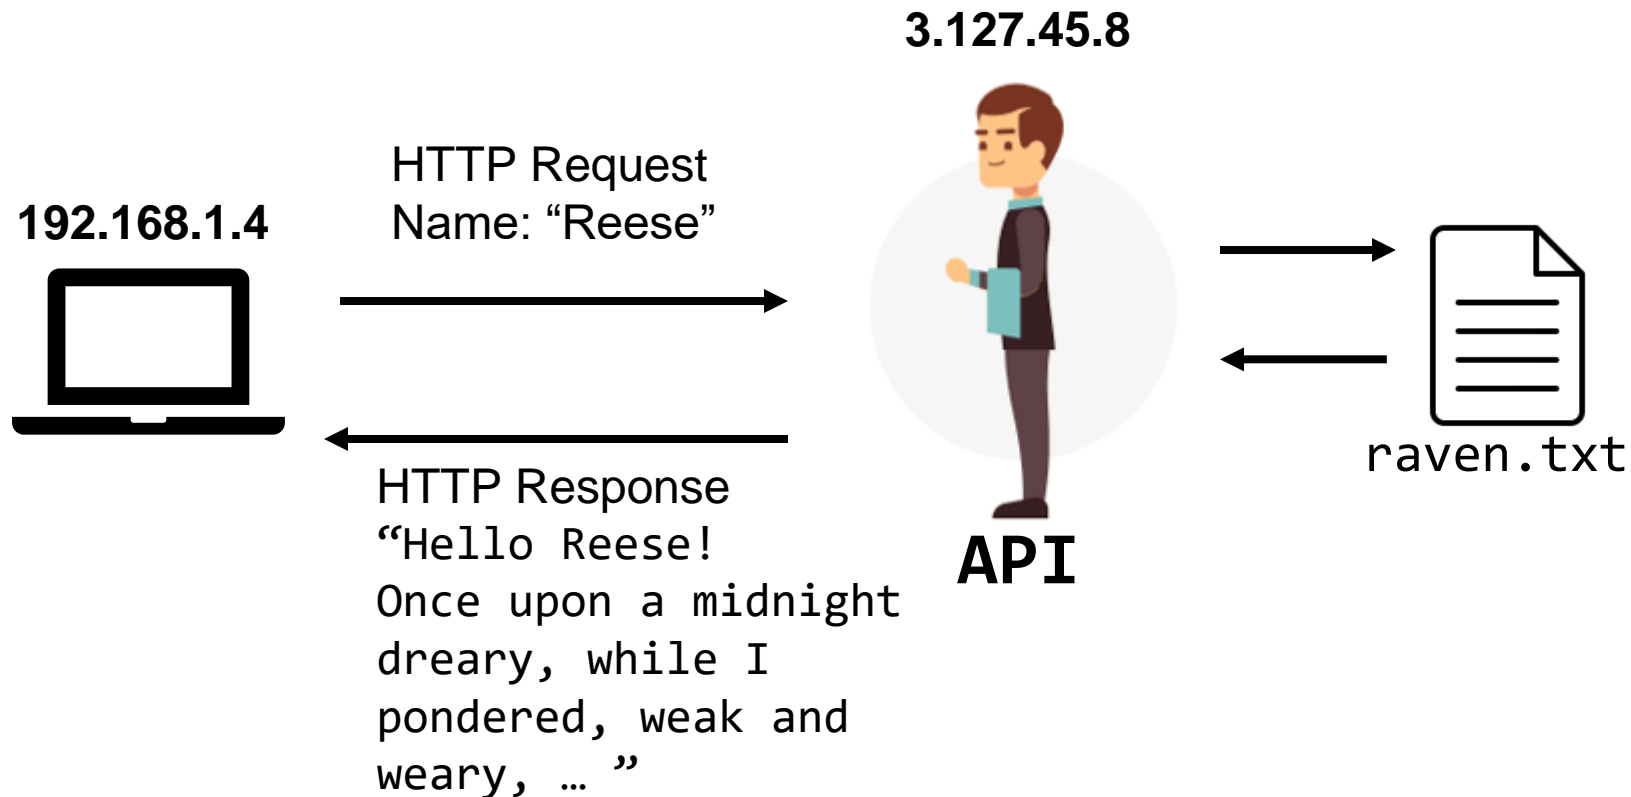 3.127.45.8
HTTP Request
Name: “Reese”
192.168.1.4
raven.txt
HTTP Response
“Hello Reese!
Once upon a midnight
dreary, while I
pondered, weak and
weary, … ”
API